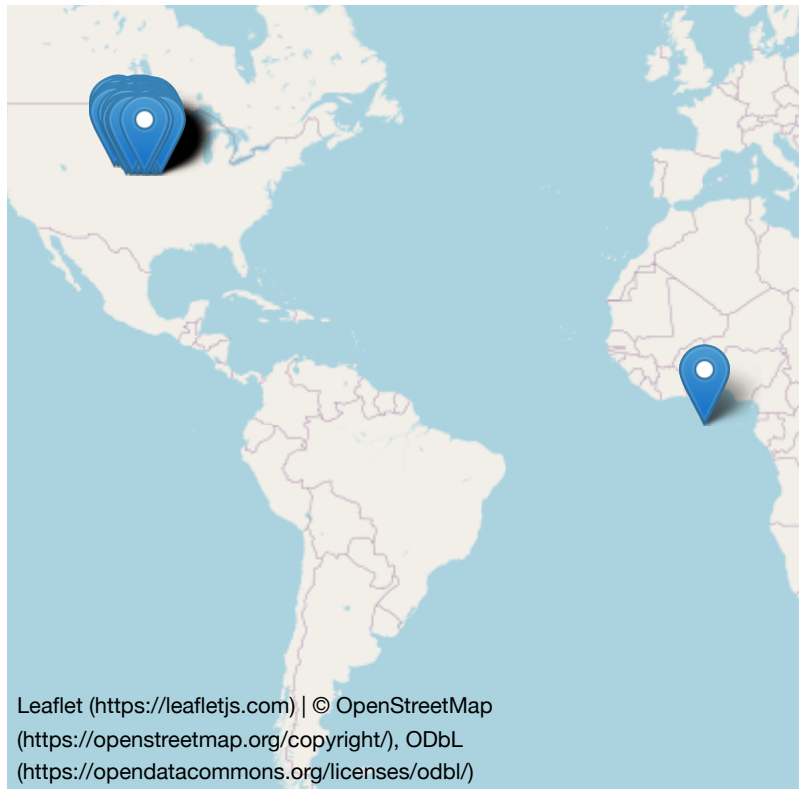 Leaflet (https://leafletjs.com) | © OpenStreetMap
(https://openstreetmap.org/copyright/), ODbL
(https://opendatacommons.org/licenses/odbl/)